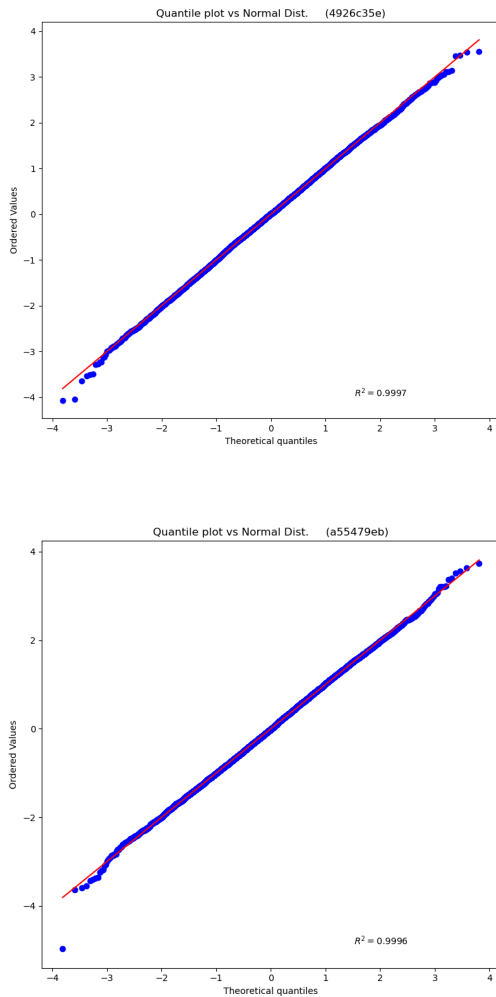 Quantile plot vs Normal Dist. (4926c35e)
4
3
2
1
0
−1
−2
−3
−4
Ordered Values
R² = 0.9997
−4 −3 −2 −1 0 1 2 3 4
Theoretical quantiles
Quantile plot vs Normal Dist. (a55479eb)
4
2
0
−2
−4
Ordered Values
R² = 0.9996
−4 −3 −2 −1 0 1 2 3 4
Theoretical quantiles